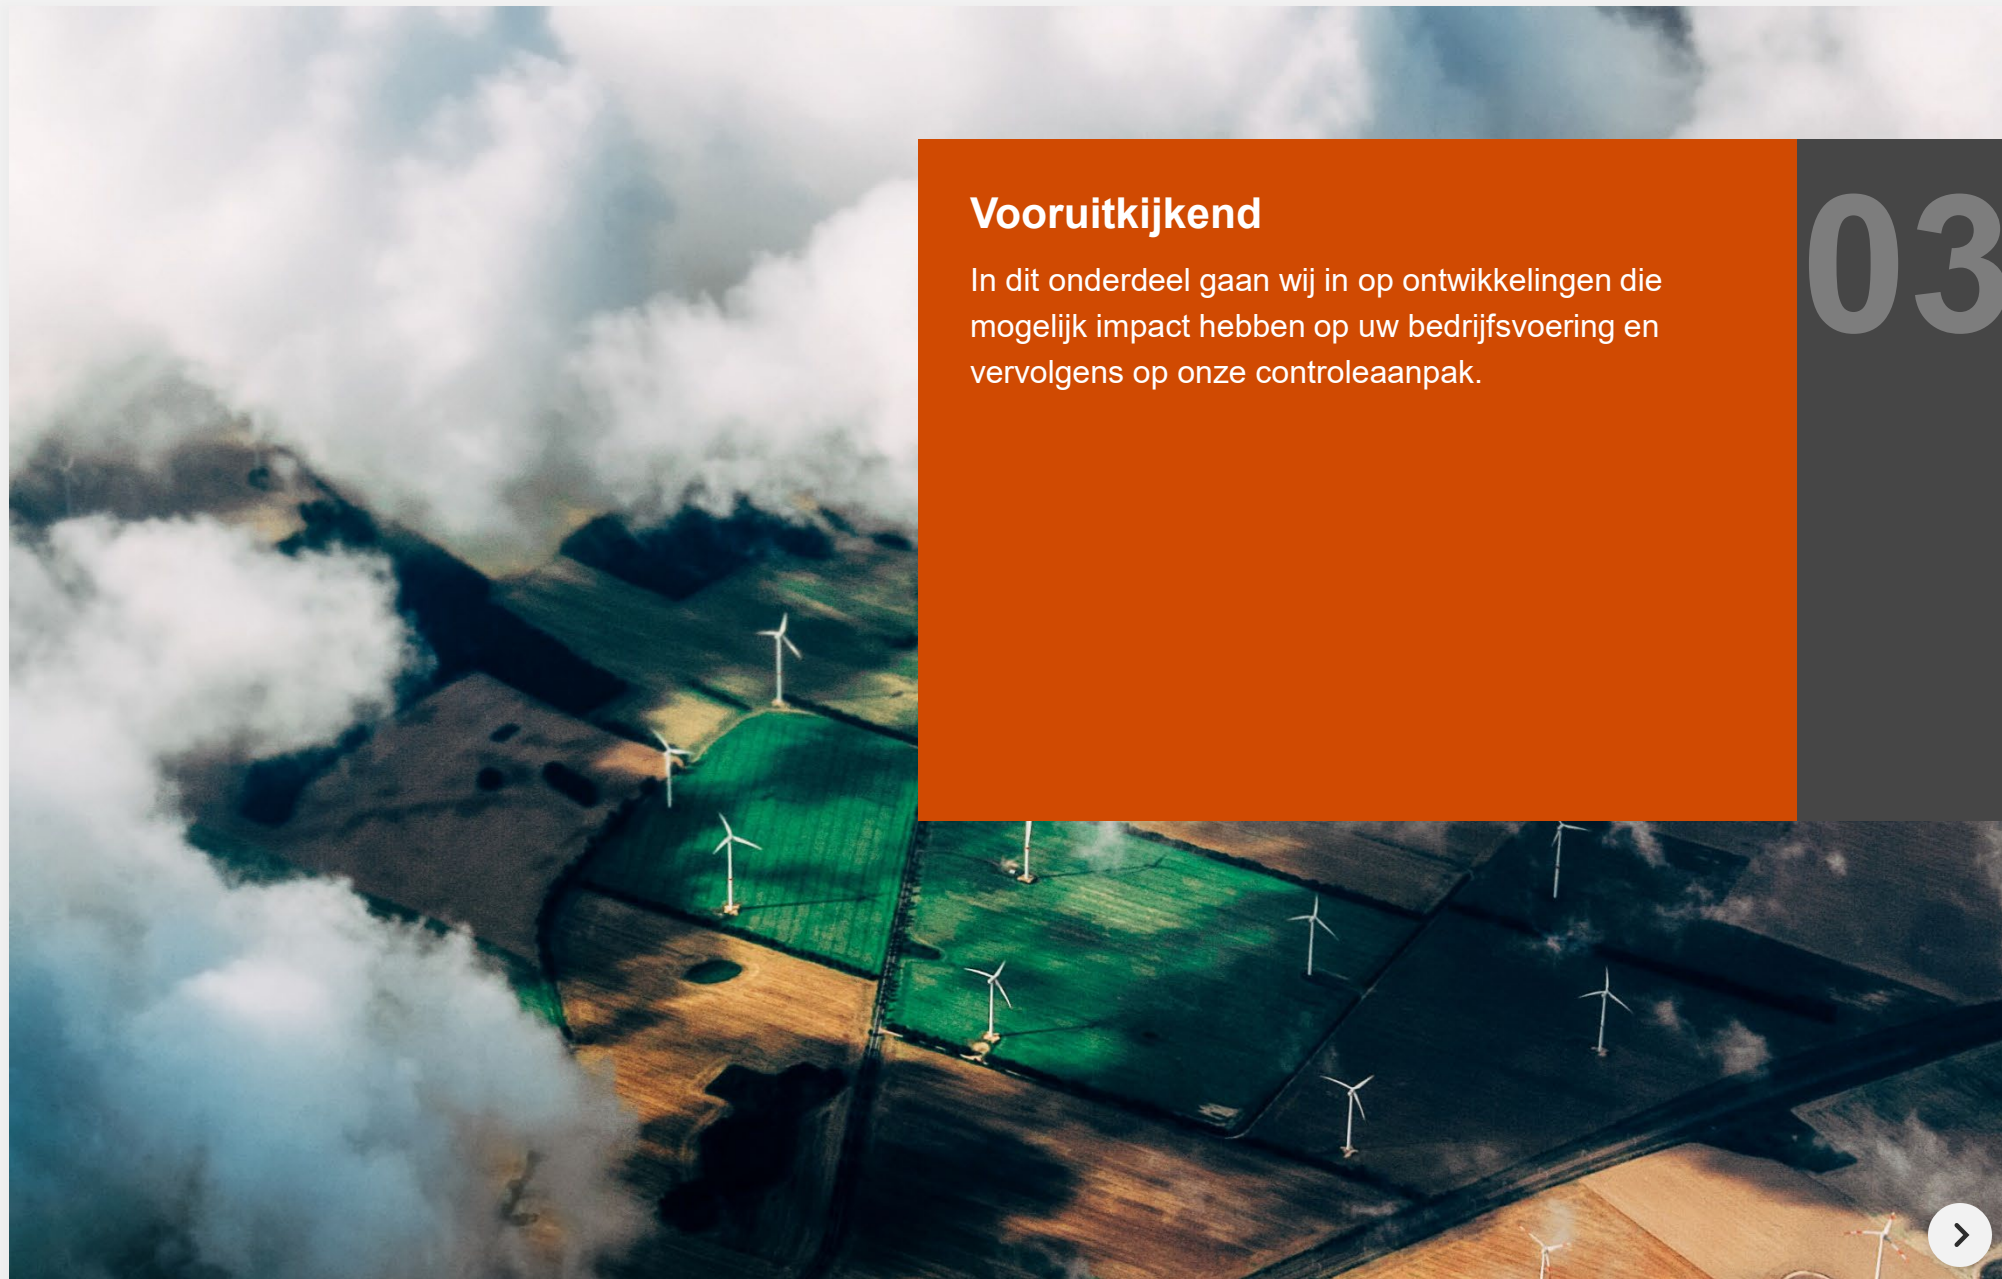 Vooruitkijkend
03
In dit onderdeel gaan wij in op ontwikkelingen die
mogelijk impact hebben op uw bedrijfsvoering en
vervolgens op onze controleaanpak.